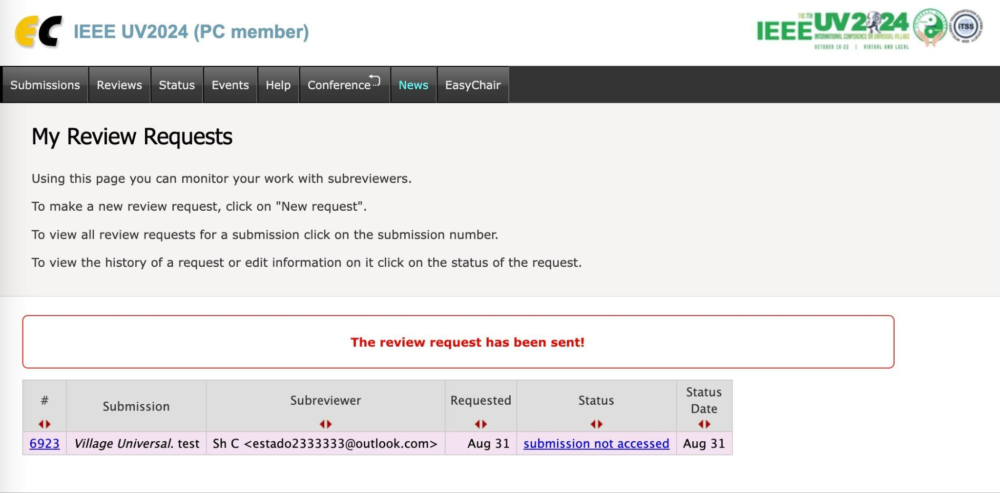 EC
IEEE UV2024 (PC member)
THE 7TH
IEEE UV2024
INTERNATIONAL CONFERENCE ON UNIVERSAL VILLAGE
| VIRTUAL AND LOCAL
ITSS
Submissions
Reviews
Status
Events
Help
Conference
News
EasyChair
My Review Requests
Using this page you can monitor your work with subreviewers.
To make a new review request, click on "New request".
To view all review requests for a submission click on the submission number.
To view the history of a request or edit information on it click on the status of the request.
The review request has been sent!
# Submission Subreviewer Requested Status Status Date
6923 Village Universal. test Sh C <estado2333333@outlook.com> Aug 31 submission not accessed Aug 31